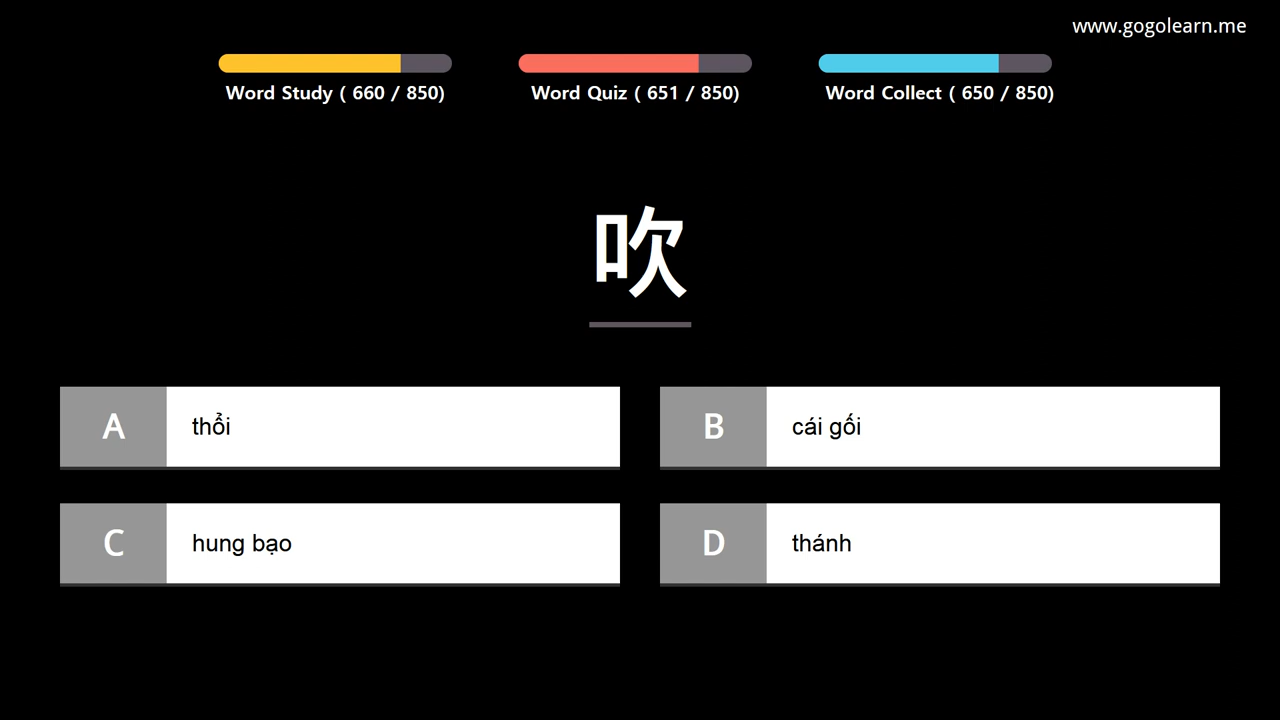 www.gogolearn.me
Word Study ( 660 / 850)
Word Quiz ( 651 / 850)
Word Collect ( 650 / 850)
吹
A thổi
B cái gối
C hung bạo
D thánh